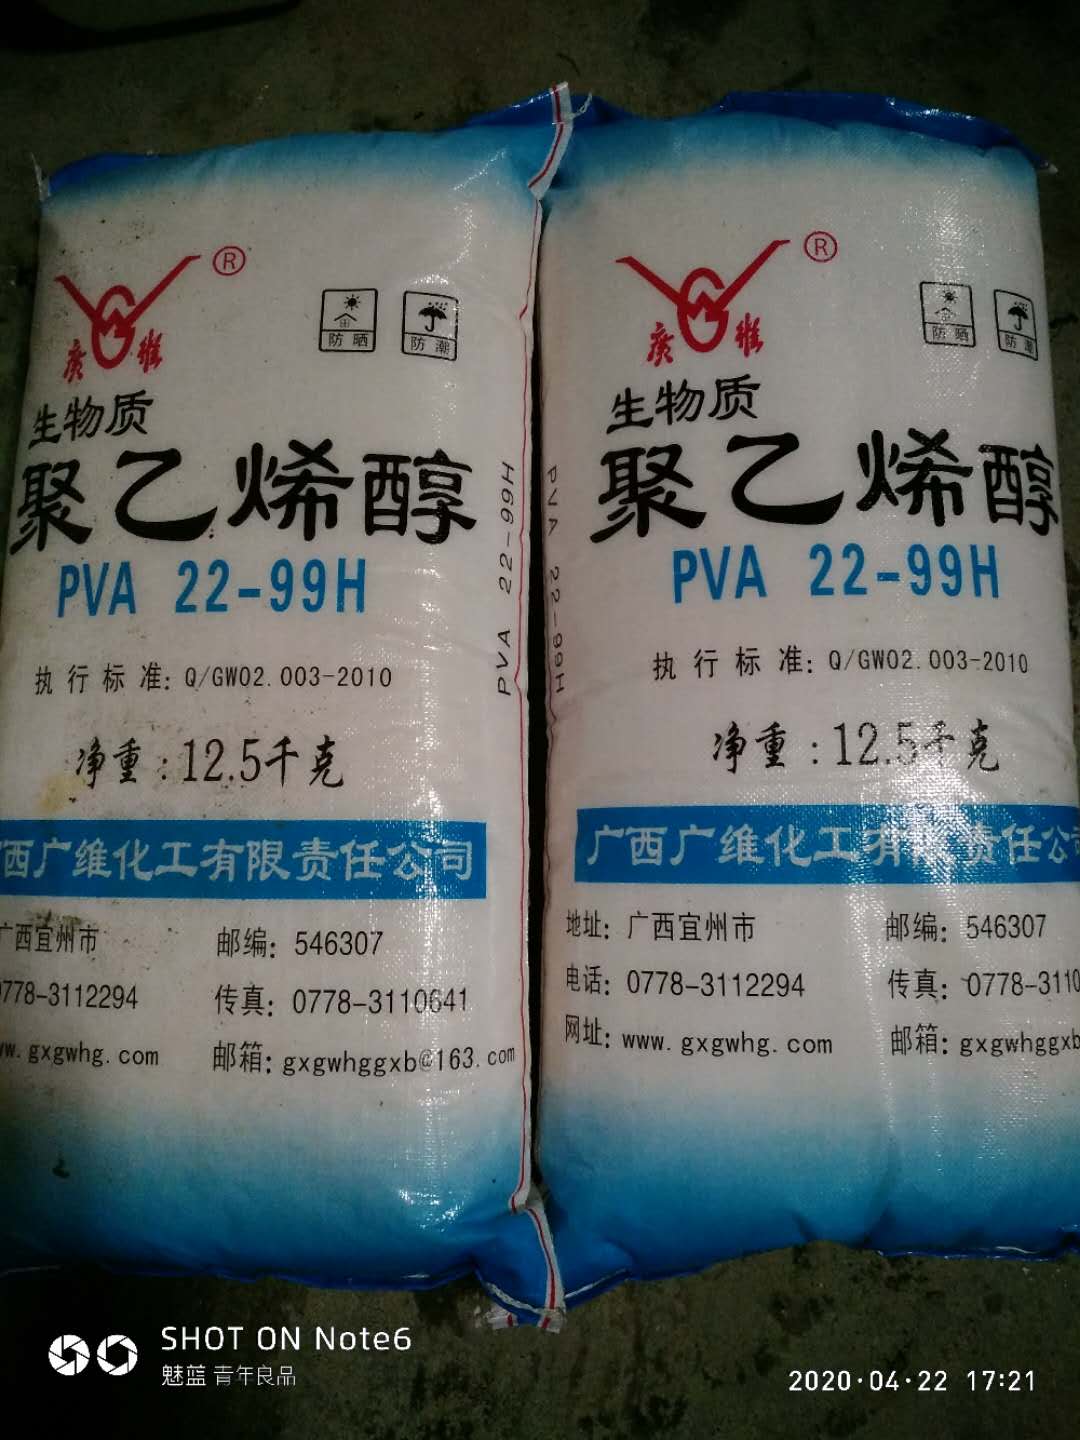 ®
广维
防晒
防潮
生物质
聚乙烯醇
PVA 22-99H
PVA 22-99H
执行标准: Q/GW02.003-2010
净重:12.5千克
西广维化工有限责任公司
广西宜州市 邮编: 546307
0778-3112294 传真: 0778-3110641
w.gxgwhg.com 邮箱: gxgwhggxb@163.com
®
廣維
防晒
防潮
生物质
聚乙烯醇
PVA 22-99H
PVA 22-99H
执行标准: Q/GW02.003-2010
净重:12.5千克
广西广维化工有限责任公司
地址: 广西宜州市 邮编: 546307
电话: 0778-3112294 传真: 0778-3110
网址: www.gxgwhg.com 邮箱: gxgwhggxb
SHOT ON Note6
魅蓝 青年良品
2020·04·22 17:21